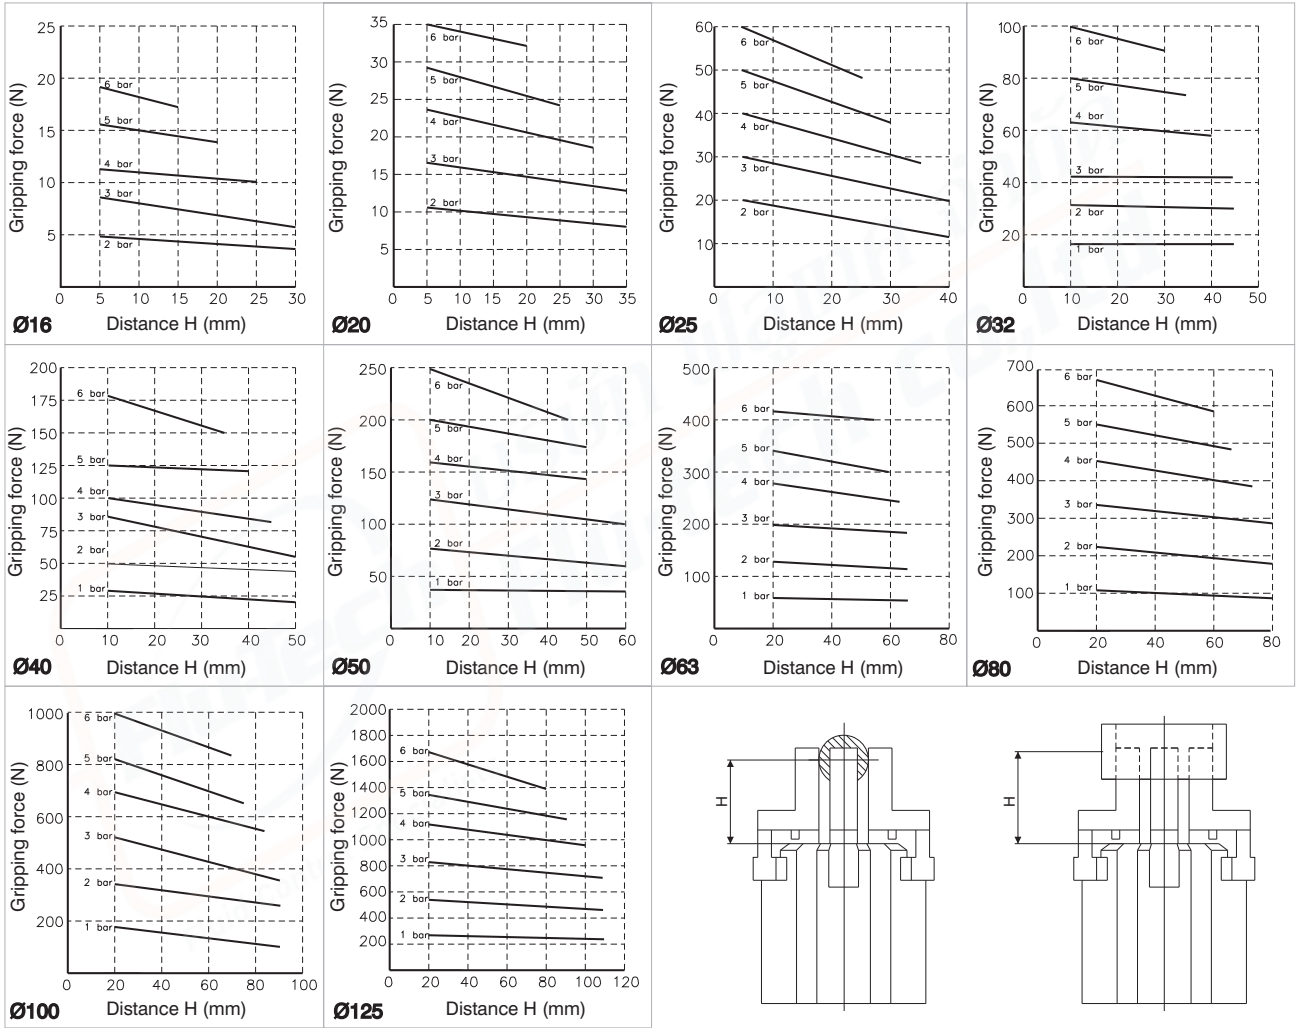 25
20
15
10
5
0 5 10 15 20 25 30
Gripping force (N)
6 bar
5 bar
4 bar
3 bar
2 bar
Ø16 Distance H (mm)
35
30
25
20
15
10
5
0 5 10 15 20 25 30 35
Gripping force (N)
6 bar
5 bar
4 bar
3 bar
2 bar
Ø20 Distance H (mm)
60
50
40
30
20
10
0 10 20 30 40
Gripping force (N)
6 bar
5 bar
4 bar
3 bar
2 bar
Ø25 Distance H (mm)
100
80
60
40
20
0 10 20 30 40 50
Gripping force (N)
6 bar
5 bar
4 bar
3 bar
2 bar
1 bar
Ø32 Distance H (mm)
200
175
150
125
100
75
50
25
0 10 20 30 40 50
Gripping force (N)
6 bar
5 bar
4 bar
3 bar
2 bar
1 bar
Ø40 Distance H (mm)
250
200
150
100
50
0 10 20 30 40 50 60
Gripping force (N)
6 bar
5 bar
4 bar
3 bar
2 bar
1 bar
Ø50 Distance H (mm)
500
400
300
200
100
0 20 40 60 80
Gripping force (N)
6 bar
5 bar
4 bar
3 bar
2 bar
1 bar
Ø63 Distance H (mm)
700
600
500
400
300
200
100
0 20 40 60 80
Gripping force (N)
6 bar
5 bar
4 bar
3 bar
2 bar
1 bar
Ø80 Distance H (mm)
1000
800
600
400
200
0 20 40 60 80 100
Gripping force (N)
6 bar
5 bar
4 bar
3 bar
2 bar
1 bar
Ø100 Distance H (mm)
2000
1800
1600
1400
1200
1000
800
600
400
200
0 20 40 60 80 100 120
Gripping force (N)
6 bar
5 bar
4 bar
3 bar
2 bar
1 bar
Ø125 Distance H (mm)
H
H